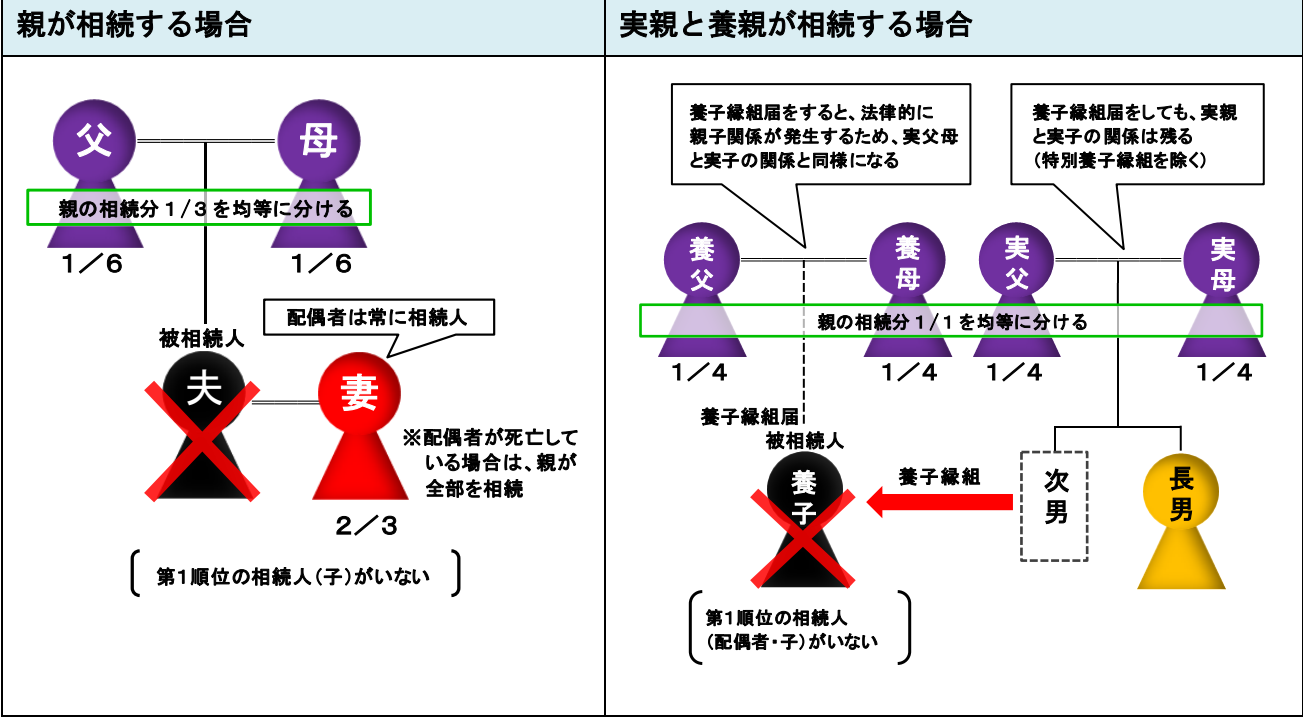 親が相続する場合
父
母
親の相続分１/３を均等に分ける
１／６
１／６
配偶者は常に相続人
被相続人
夫
妻
※配偶者が死亡して
いる場合は、親が
全部を相続
２／３
第１順位の相続人（子）がいない
実親と養親が相続する場合
養子縁組届をすると、法律的に
親子関係が発生するため、実父母
と実子の関係と同様になる
養子縁組届をしても、実親
と実子の関係は残る
（特別養子縁組を除く）
養父
養母
実父
実母
親の相続分１/１を均等に分ける
１／４
１／４
１／４
１／４
養子縁組届
被相続人
養子
養子縁組
次男
長男
第１順位の相続人
（配偶者・子）がいない